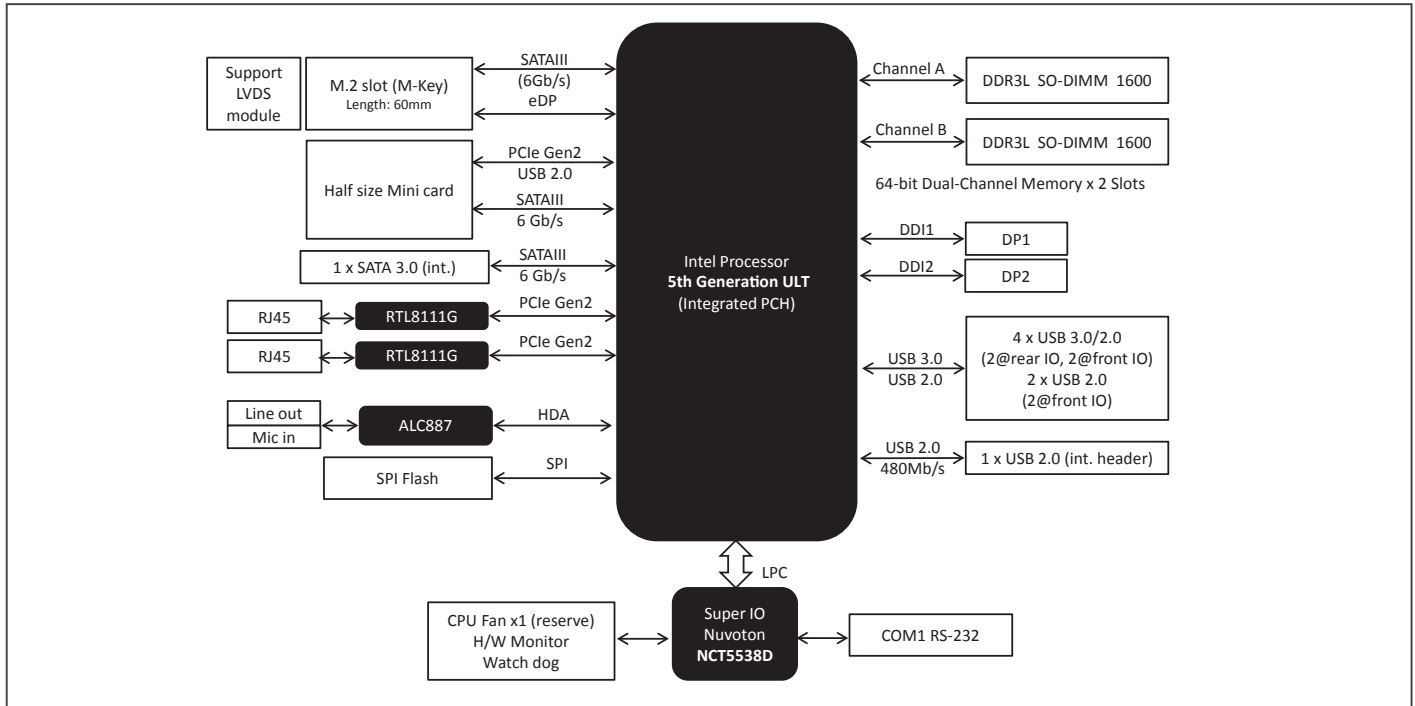 Support
LVDS
module
M.2 slot (M-Key)
Length: 60mm
SATAIII
(6Gb/s)
eDP
Half size Mini card
PCIe Gen2
USB 2.0
SATAIII
6 Gb/s
1 x SATA 3.0 (int.)
SATAIII
6 Gb/s
RJ45
RTL8111G
PCIe Gen2
RJ45
RTL8111G
PCIe Gen2
Line out
Mic in
ALC887
HDA
SPI Flash
SPI
Intel Processor
5th Generation ULT
(Integrated PCH)
Channel A
DDR3L SO-DIMM 1600
Channel B
DDR3L SO-DIMM 1600
64-bit Dual-Channel Memory x 2 Slots
DDI1
DP1
DDI2
DP2
USB 3.0
USB 2.0
4 x USB 3.0/2.0
(2@rear IO, 2@front IO)
2 x USB 2.0
(2@front IO)
USB 2.0
480Mb/s
1 x USB 2.0 (int. header)
LPC
CPU Fan x1 (reserve)
H/W Monitor
Watch dog
Super IO
Nuvoton
NCT5538D
COM1 RS-232